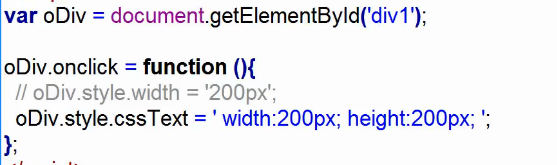 var oDiv = document.getElementById('div1');
oDiv.onclick = function (){
// oDiv.style.width = '200px';
oDiv.style.cssText = ' width:200px; height:200px; ';
};